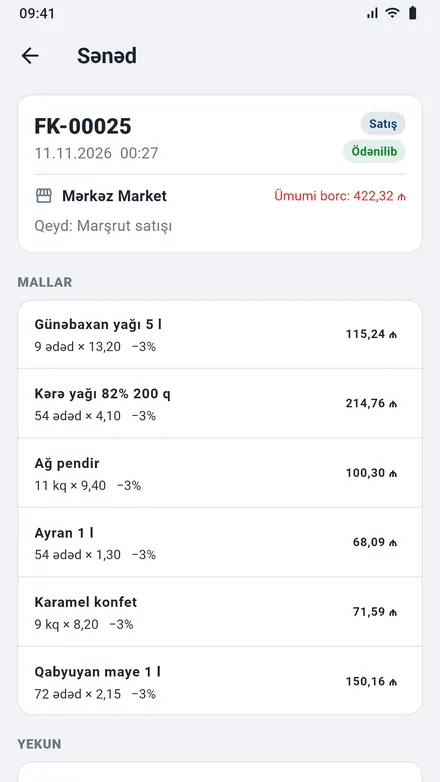 09:41
Sənəd
FK-00025
Satış
11.11.2026 00:27
Ödənilib
Mərkəz Market
Ümumi borc: 422,32 ₼
Qeyd: Marşrut satışı
MALLAR
Günəbaxan yağı 5 l
9 ədəd × 13,20 −3%
115,24 ₼
Kərə yağı 82% 200 q
54 ədəd × 4,10 −3%
214,76 ₼
Ağ pendir
11 kq × 9,40 −3%
100,30 ₼
Ayran 1 l
54 ədəd × 1,30 −3%
68,09 ₼
Karamel konfet
9 kq × 8,20 −3%
71,59 ₼
Qabyuyan maye 1 l
72 ədəd × 2,15 −3%
150,16 ₼
YEKUN